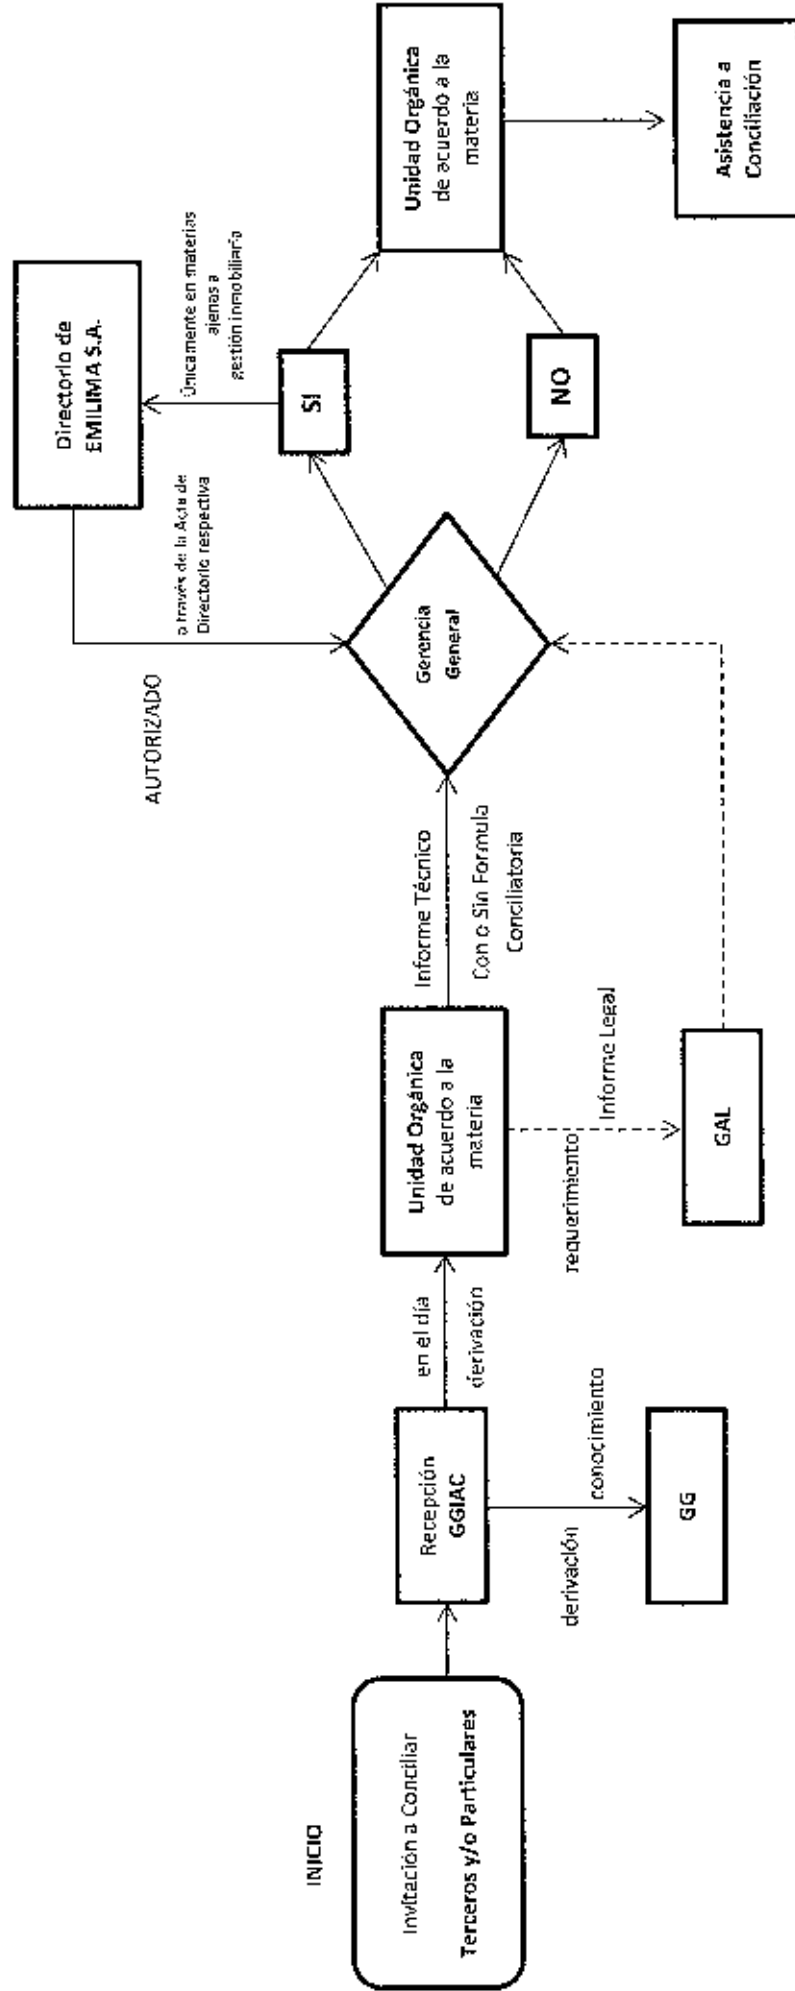 INICIO
Invitación a Conciliar
Terceros y/o Particulares
Recepción
GGIAC
derivación
conocimiento
GG
en el día
derivación
Unidad Orgánica
de acuerdo a la
materia
requerimiento
Informe Legal
GAL
Informe Técnico
Con o Sin Formula
Conciliatoria
Gerencia
General
AUTORIZADO
a través de la Acta de
Directorio respectiva
Directorio de
EMILIMA S.A.
Únicamente en materias
ajenas a
gestión inmobiliaria
SI
NO
Unidad Orgánica
de acuerdo a la
materia
Asistencia a
Conciliación